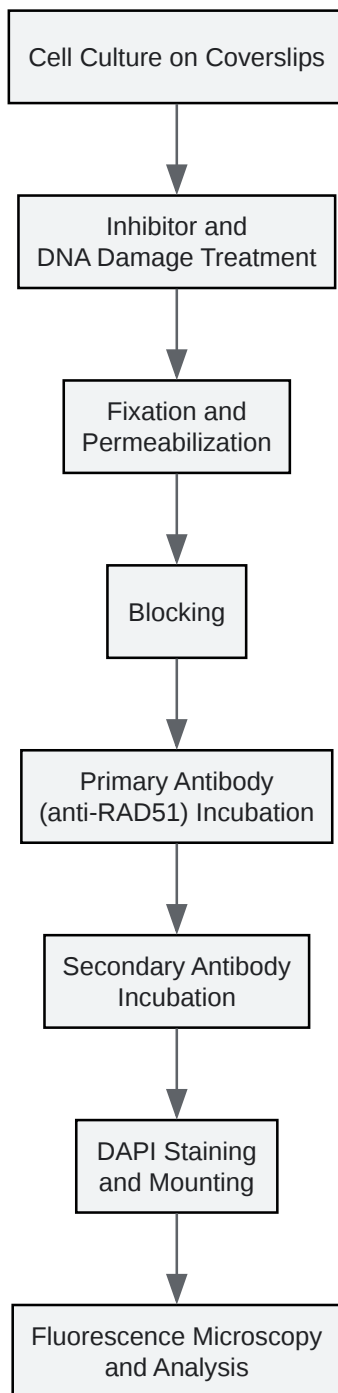 Cell Culture on Coverslips
Inhibitor and
DNA Damage Treatment
Fixation and
Permeabilization
Blocking
Primary Antibody
(anti-RAD51) Incubation
Secondary Antibody
Incubation
DAPI Staining
and Mounting
Fluorescence Microscopy
and Analysis